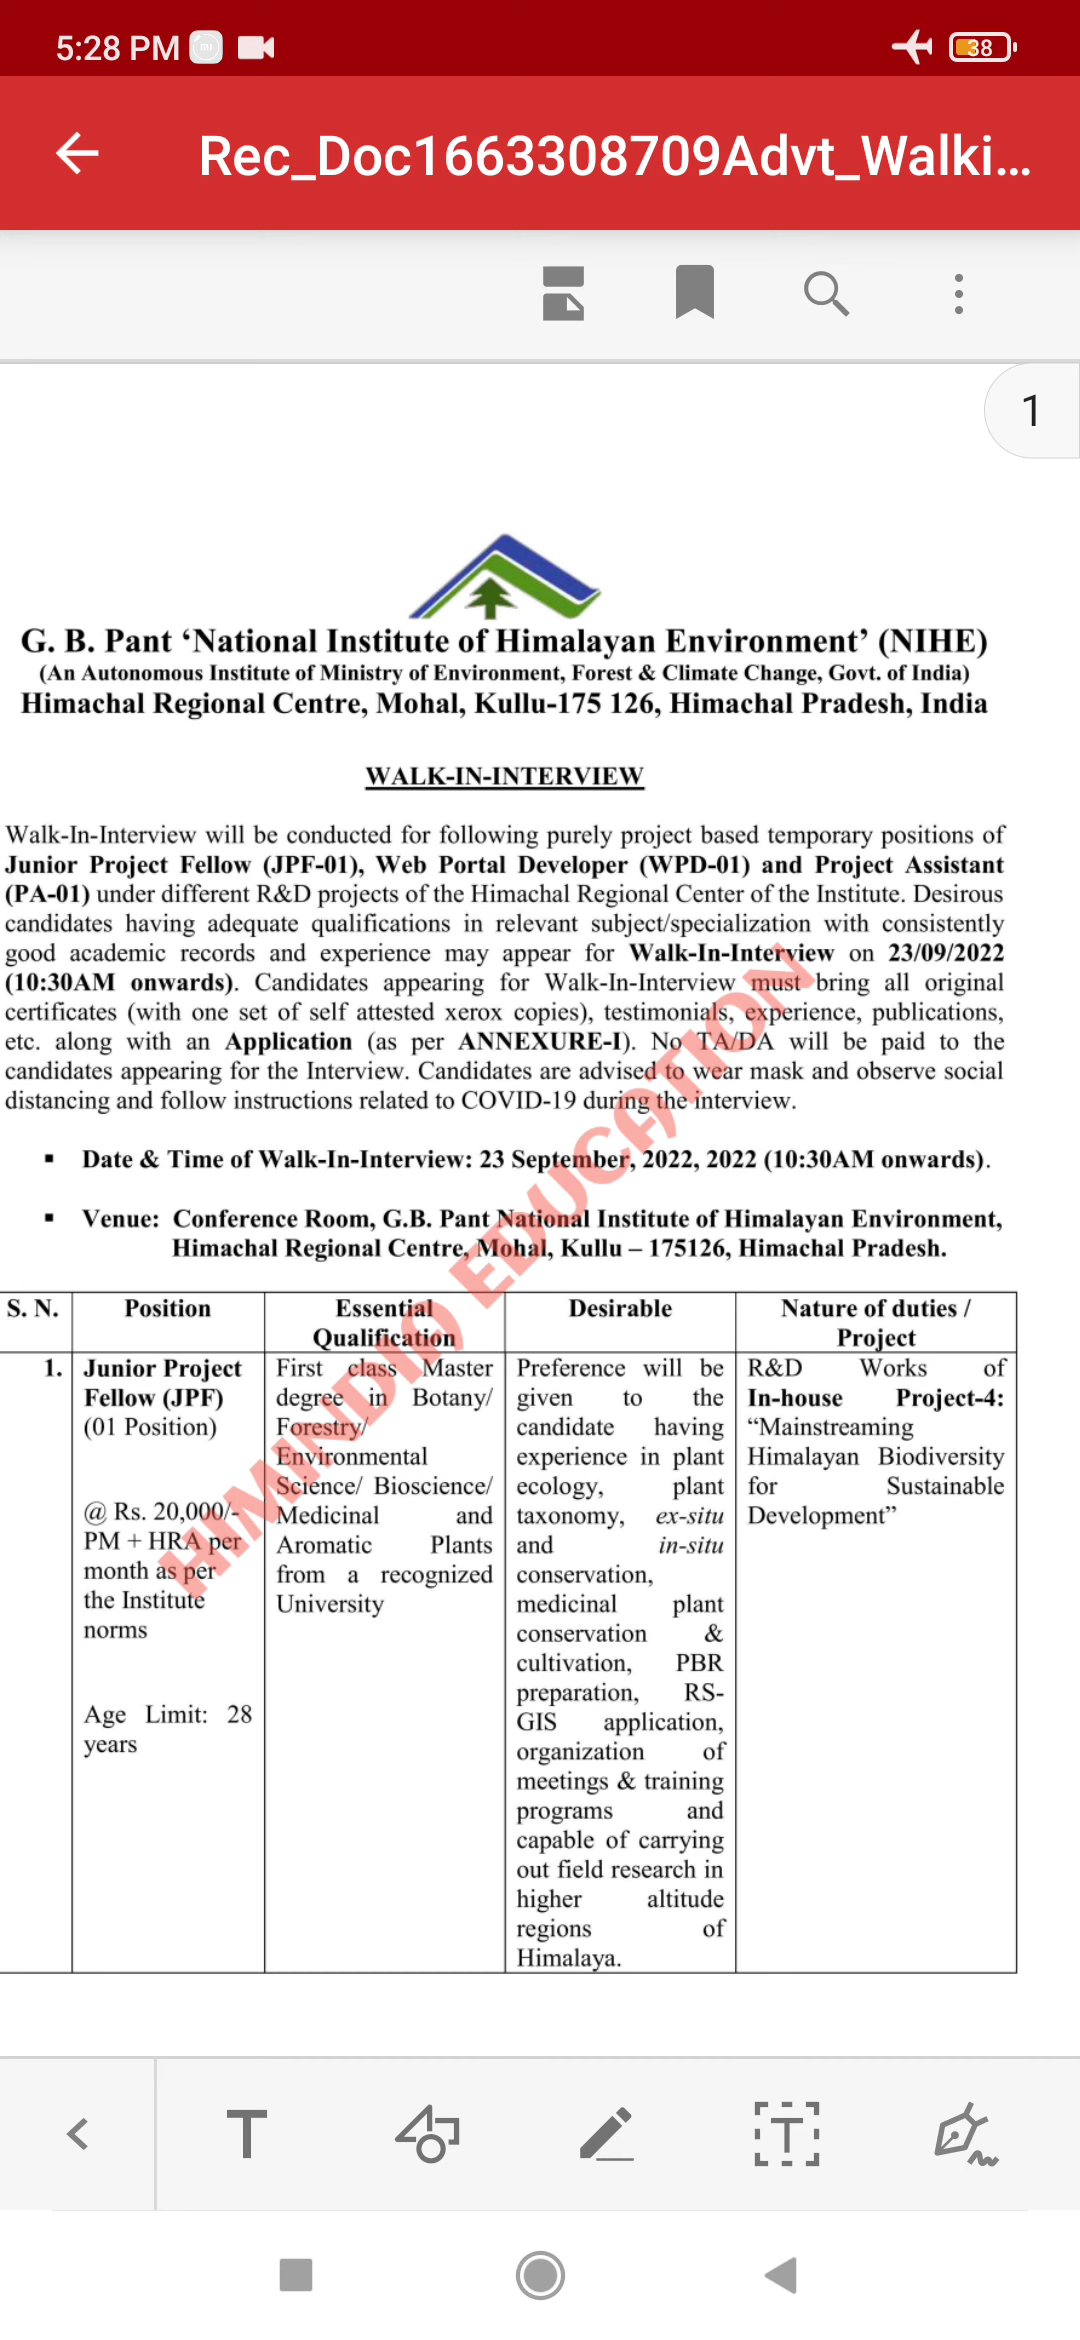 5:28 PM
38
Rec_Doc1663308709Advt_Walki...
1
G. B. Pant ‘National Institute of Himalayan Environment’ (NIHE)
(An Autonomous Institute of Ministry of Environment, Forest & Climate Change, Govt. of India)
Himachal Regional Centre, Mohal, Kullu-175 126, Himachal Pradesh, India
WALK-IN-INTERVIEW
Walk-In-Interview will be conducted for following purely project based temporary positions of
Junior Project Fellow (JPF-01), Web Portal Developer (WPD-01) and Project Assistant
(PA-01) under different R&D projects of the Himachal Regional Center of the Institute. Desirous
candidates having adequate qualifications in relevant subject/specialization with consistently
good academic records and experience may appear for Walk-In-Interview on 23/09/2022
(10:30AM onwards). Candidates appearing for Walk-In-Interview must bring all original
certificates (with one set of self attested xerox copies), testimonials, experience, publications,
etc. along with an Application (as per ANNEXURE-I). No TA/DA will be paid to the
candidates appearing for the Interview. Candidates are advised to wear mask and observe social
distancing and follow instructions related to COVID-19 during the interview.
▪ Date & Time of Walk-In-Interview: 23 September, 2022, 2022 (10:30AM onwards).
▪ Venue: Conference Room, G.B. Pant National Institute of Himalayan Environment,
Himachal Regional Centre, Mohal, Kullu – 175126, Himachal Pradesh.
HIMINDIA EDUCATION
S. N.
Position
Essential
Qualification
Desirable
Nature of duties /
Project
1.
Junior Project
Fellow (JPF)
(01 Position)
@ Rs. 20,000/-
PM + HRA per
month as per
the Institute
norms
Age Limit: 28
years
First class Master
degree in Botany/
Forestry/
Environmental
Science/ Bioscience/
Medicinal and
Aromatic Plants
from a recognized
University
Preference will be
given to the
candidate having
experience in plant
ecology, plant
taxonomy, ex-situ
and in-situ
conservation,
medicinal plant
conservation &
cultivation, PBR
preparation, RS-
GIS application,
organization of
meetings & training
programs and
capable of carrying
out field research in
higher altitude
regions of
Himalaya.
R&D Works of
In-house Project-4:
“Mainstreaming
Himalayan Biodiversity
for Sustainable
Development”